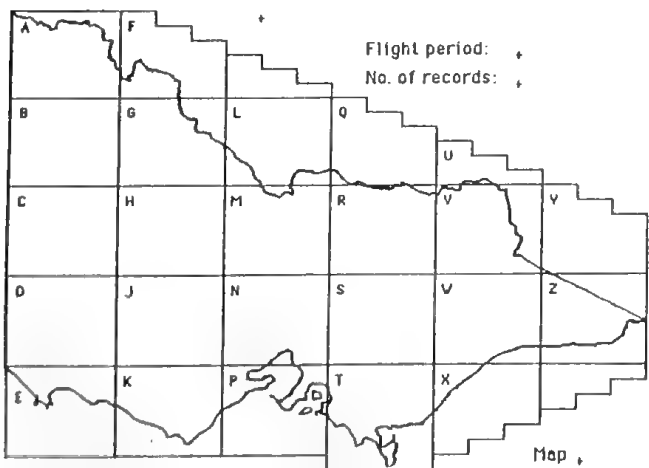 A F
Flight period: +
No. of records: +
B G L Q
U
C H M R V Y
D J N S W Z
E K P T X
Map +